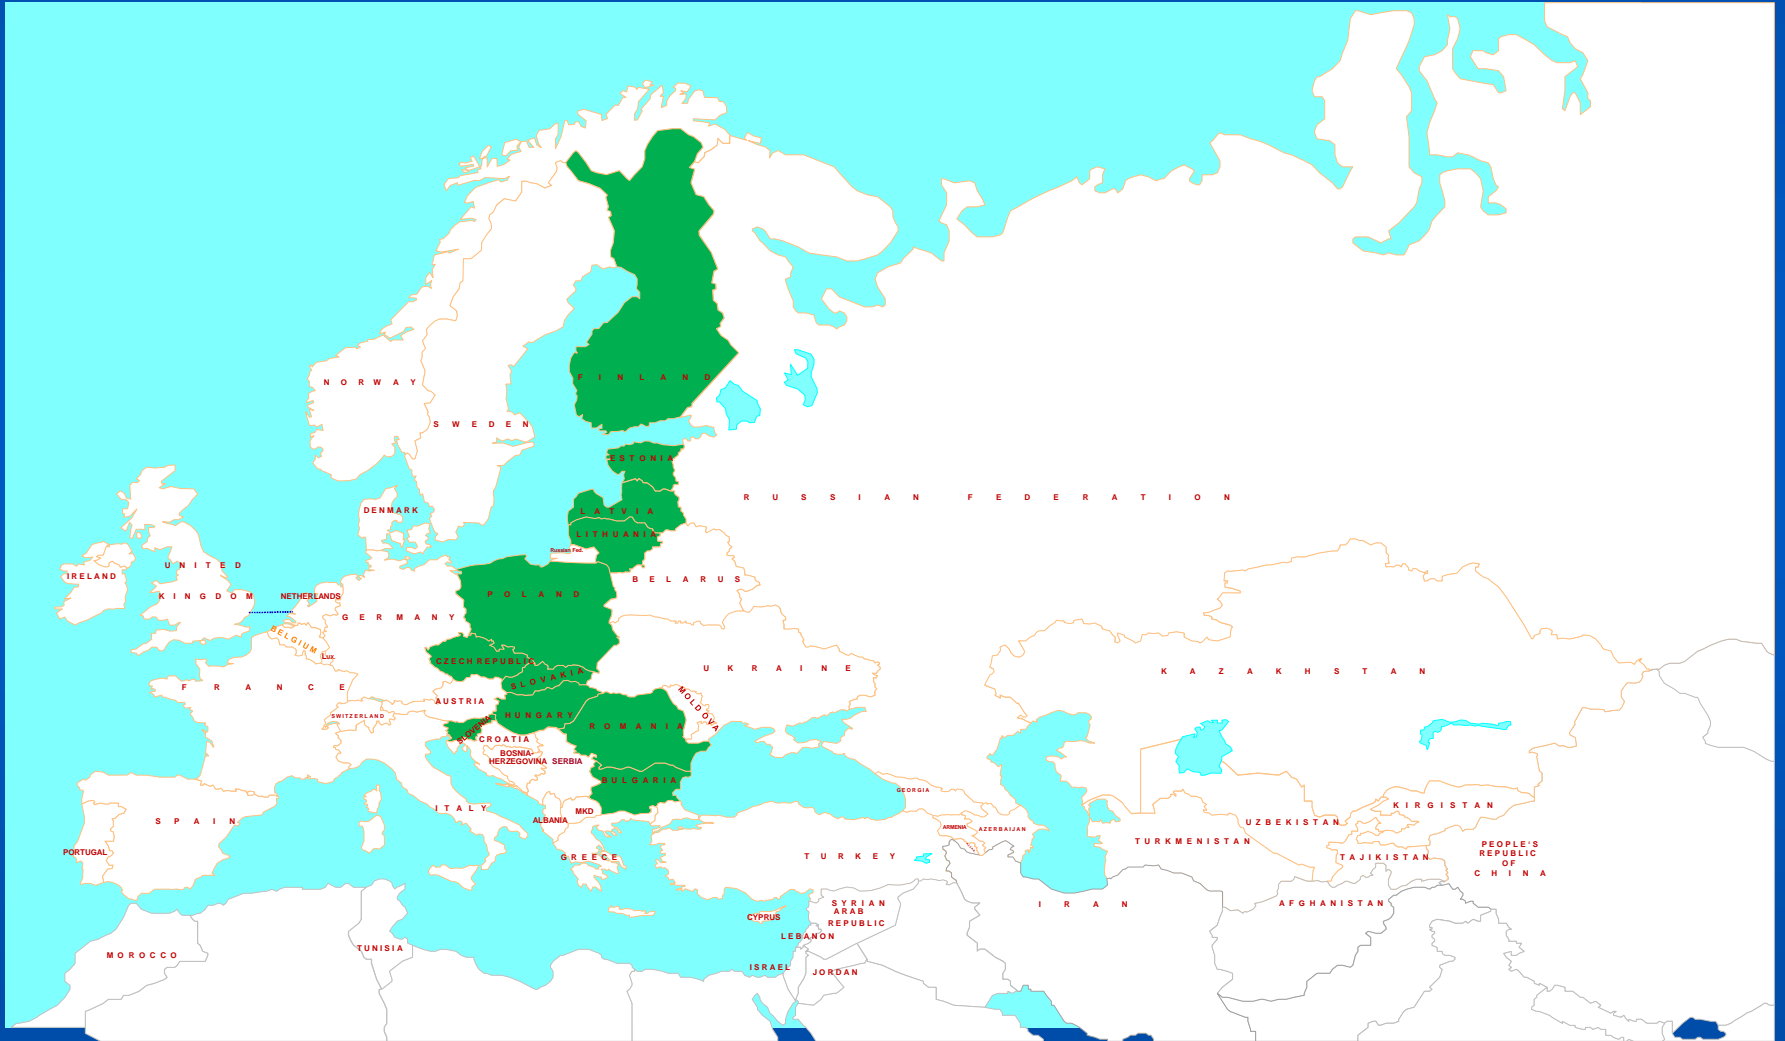 NORWAY
FINLAND
SWEDEN
ESTONIA
RUSSIAN FEDERATION
DENMARK
LATVIA
LITHUANIA
Russian Fed.
UNITED
KINGDOM
IRELAND
BELARUS
NETHERLANDS
POLAND
GERMANY
BELGIUM
Lux.
CZECH REPUBLIC
UKRAINE
KAZAKHSTAN
SLOVAKIA
FRANCE
AUSTRIA
MOLDOVA
SWITZERLAND
HUNGARY
SLOVENIA
ROMANIA
CROATIA
BOSNIA-
HERZEGOVINA
SERBIA
BULGARIA
GEORGIA
ITALY
KIRGISTAN
MKD
ALBANIA
SPAIN
UZBEKISTAN
ARMENIA
AZERBAIJAN
TURKMENISTAN
PORTUGAL
GREECE
TURKEY
TAJIKISTAN
PEOPLE'S
REPUBLIC
OF
CHINA
SYRIAN
ARAB
REPUBLIC
IRAN
AFGHANISTAN
CYPRUS
LEBANON
TUNISIA
MOROCCO
ISRAEL
JORDAN